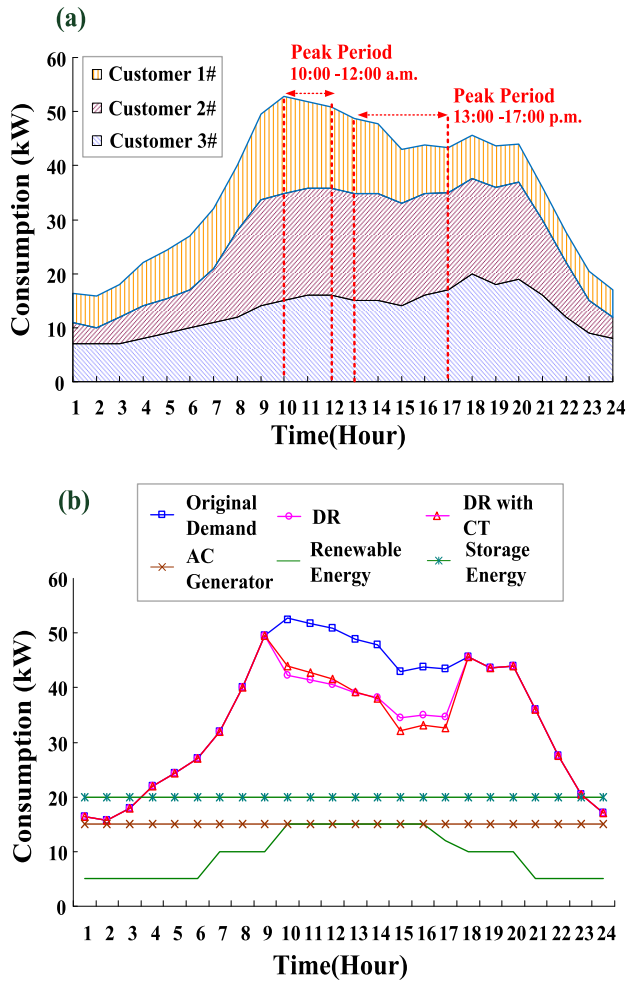 (a)
60
50
40
30
20
10
0
Consumption (kW)
Customer 1#
Customer 2#
Customer 3#
Peak Period
10:00 -12:00 a.m.
Peak Period
13:00 -17:00 p.m.
1 2 3 4 5 6 7 8 9 10 11 12 13 14 15 16 17 18 19 20 21 22 23 24
Time(Hour)
(b)
Original Demand
DR
DR with CT
AC Generator
Renewable Energy
Storage Energy
60
50
40
30
20
10
0
Consumption (kW)
1 2 3 4 5 6 7 8 9 10 11 12 13 14 15 16 17 18 19 20 21 22 23 24
Time(Hour)